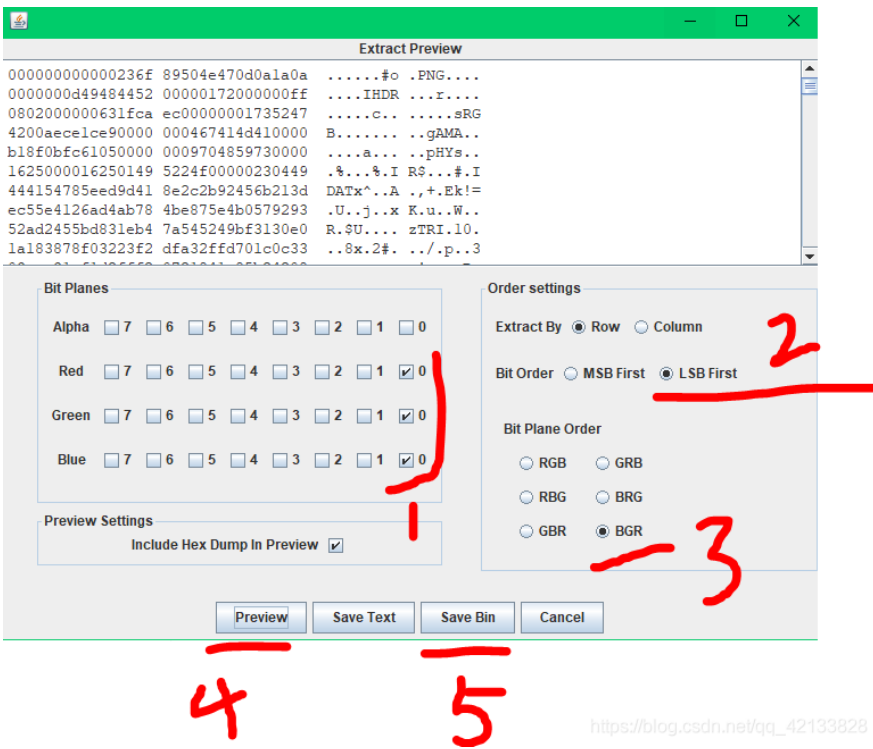 Extract Preview
000000000000236f 89504e470d0a1a0a ......#o .PNG....
0000000d49484452 00000172000000ff ....IHDR ...r....
0802000000631fca ec00000001735247 .....c.. .....sRG
4200aece1ce90000 000467414d410000 B....... ..gAMA..
b18f0bfc61050000 0009704859730000 ....a... ..pHYs..
1625000016250149 5224f00000230449 .%...%.I R$...#.I
444154785eed9d41 8e2c2b92456b213d DATx^..A .,+.Ek!=
ec55e4126ad4ab78 4be875e4b0579293 .U..j..x K.u..W..
52ad2455bd831eb4 7a545249bf3130e0 R.$U.... zTRI.10.
1a183878f03223f2 dfa32ffd701c0c33 ..8x.2#. ../.p..3
Bit Planes
Order settings
Alpha 7 6 5 4 3 2 1 0
Extract By Row Column
2
Red 7 6 5 4 3 2 1 0
Bit Order MSB First LSB First
Green 7 6 5 4 3 2 1 0
Bit Plane Order
Blue 7 6 5 4 3 2 1 0
RGB GRB
RBG BRG
1
Preview Settings
GBR BGR
3
Include Hex Dump In Preview
Preview Save Text Save Bin Cancel
4 5
https://blog.csdn.net/qq_42133828